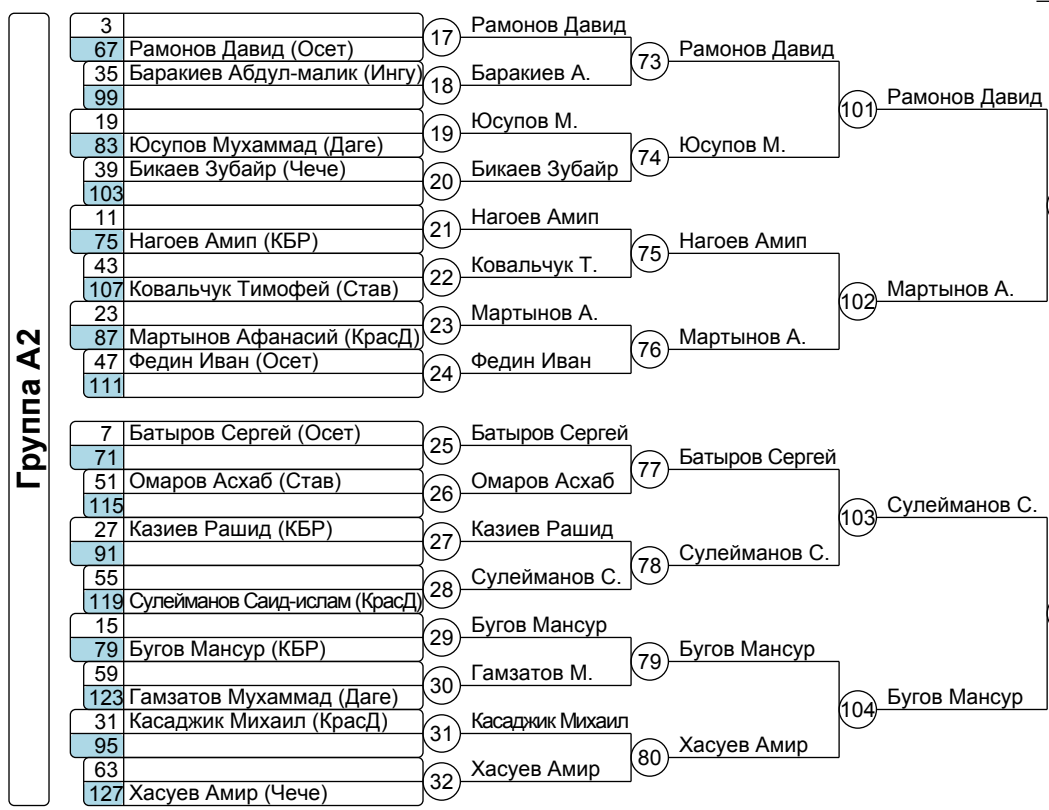 Группа А2
3
67 Рамонов Давид (Осет)
35 Баракиев Абдул-малик (Ингу)
99
19
83 Юсупов Мухаммад (Даге)
39 Бикаев Зубайр (Чече)
103
11
75 Нагоев Амип (КБР)
43
107 Ковальчук Тимофей (Став)
23
87 Мартынов Афанасий (КрасД)
47 Федин Иван (Осет)
111
7 Батыров Сергей (Осет)
71
51 Омаров Асхаб (Став)
115
27 Казиев Рашид (КБР)
91
55
119 Сулейманов Саид-ислам (КрасД)
15
79 Бугов Мансур (КБР)
59
123 Гамзатов Мухаммад (Даге)
31 Касаджик Михаил (КрасД)
95
63
127 Хасуев Амир (Чече)
17 Рамонов Давид
18 Баракиев А.
19 Юсупов М.
20 Бикаев Зубайр
21 Нагоев Амип
22 Ковальчук Т.
23 Мартынов А.
24 Федин Иван
25 Батыров Сергей
26 Омаров Асхаб
27 Казиев Рашид
28 Сулейманов С.
29 Бугов Мансур
30 Гамзатов М.
31 Касаджик Михаил
32 Хасуев Амир
73 Рамонов Давид
74 Юсупов М.
75 Нагоев Амип
76 Мартынов А.
77 Батыров Сергей
78 Сулейманов С.
79 Бугов Мансур
80 Хасуев Амир
101 Рамонов Давид
102 Мартынов А.
103 Сулейманов С.
104 Бугов Мансур